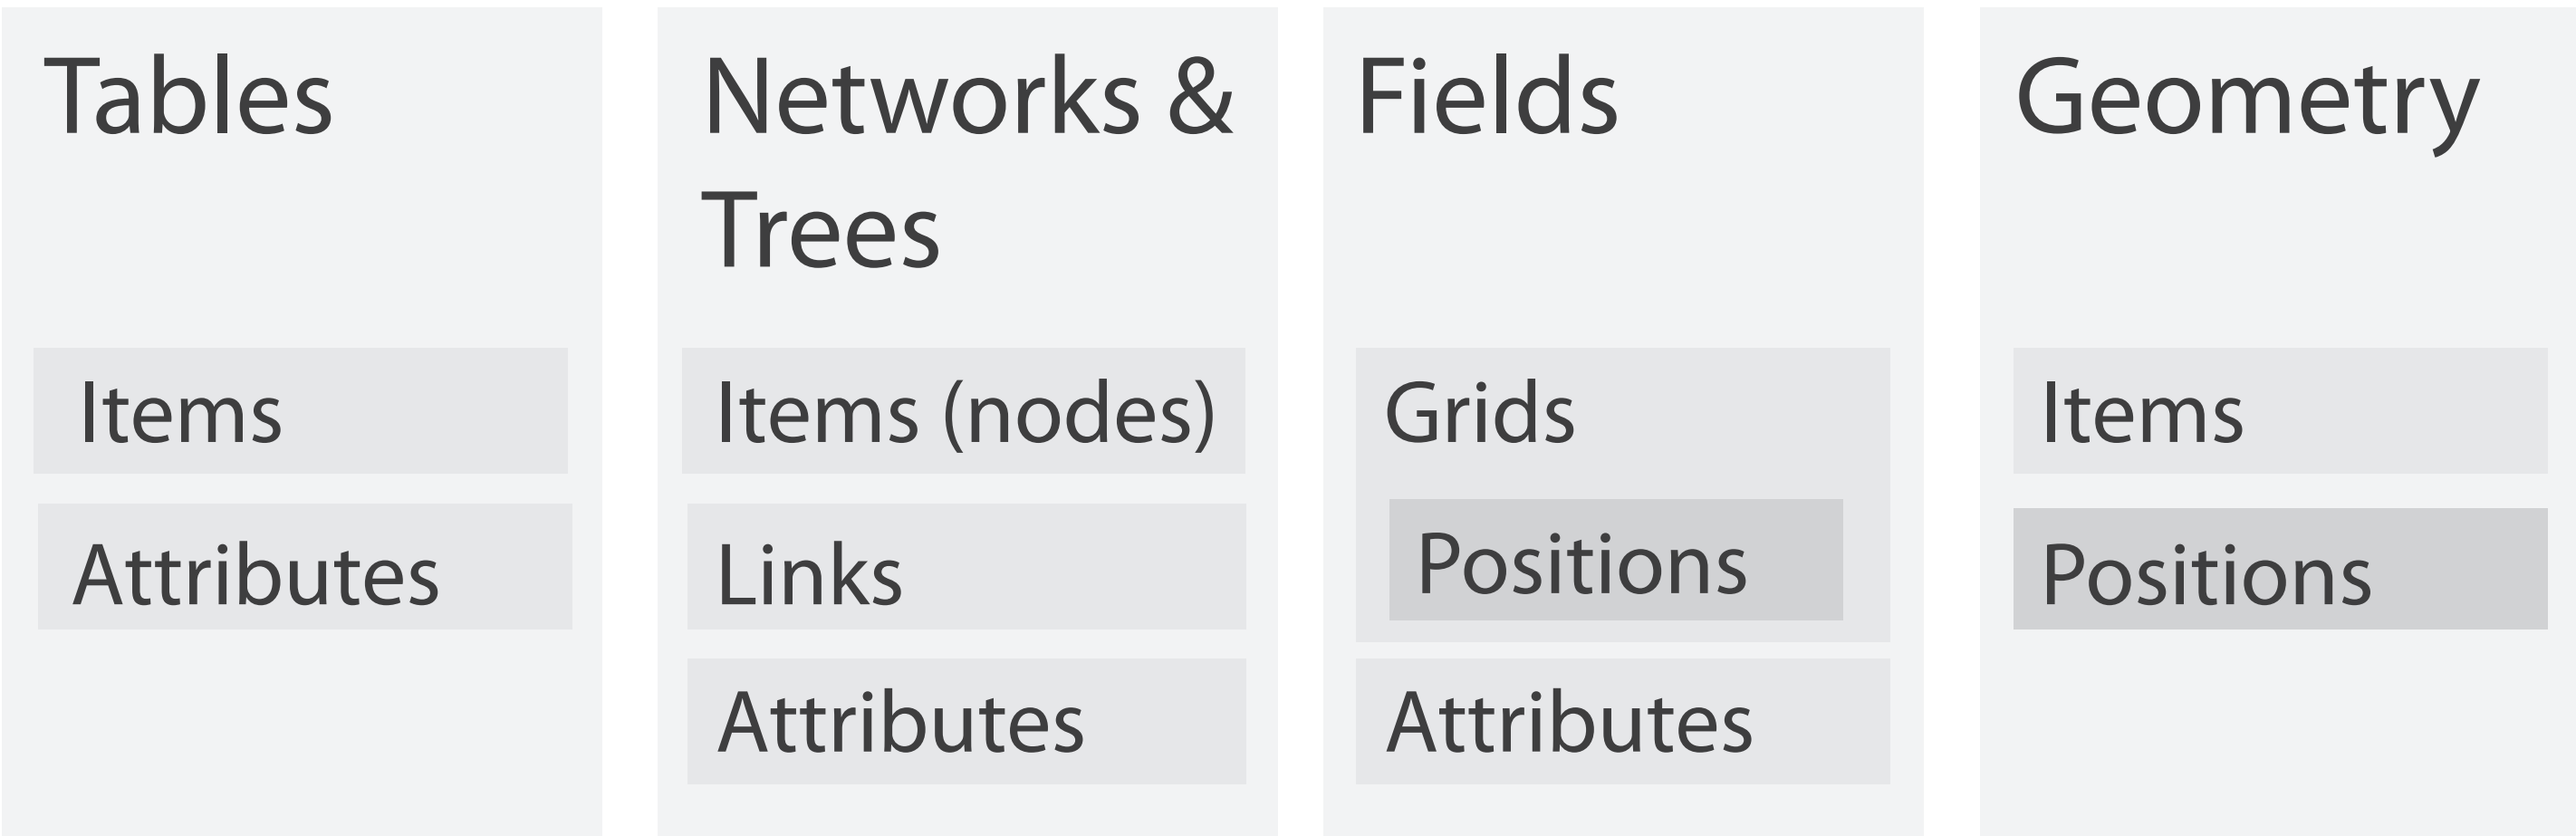 Tables
Items
Attributes
Networks &
Trees
Items (nodes)
Links
Attributes
Fields
Grids
Positions
Attributes
Geometry
Items
Positions